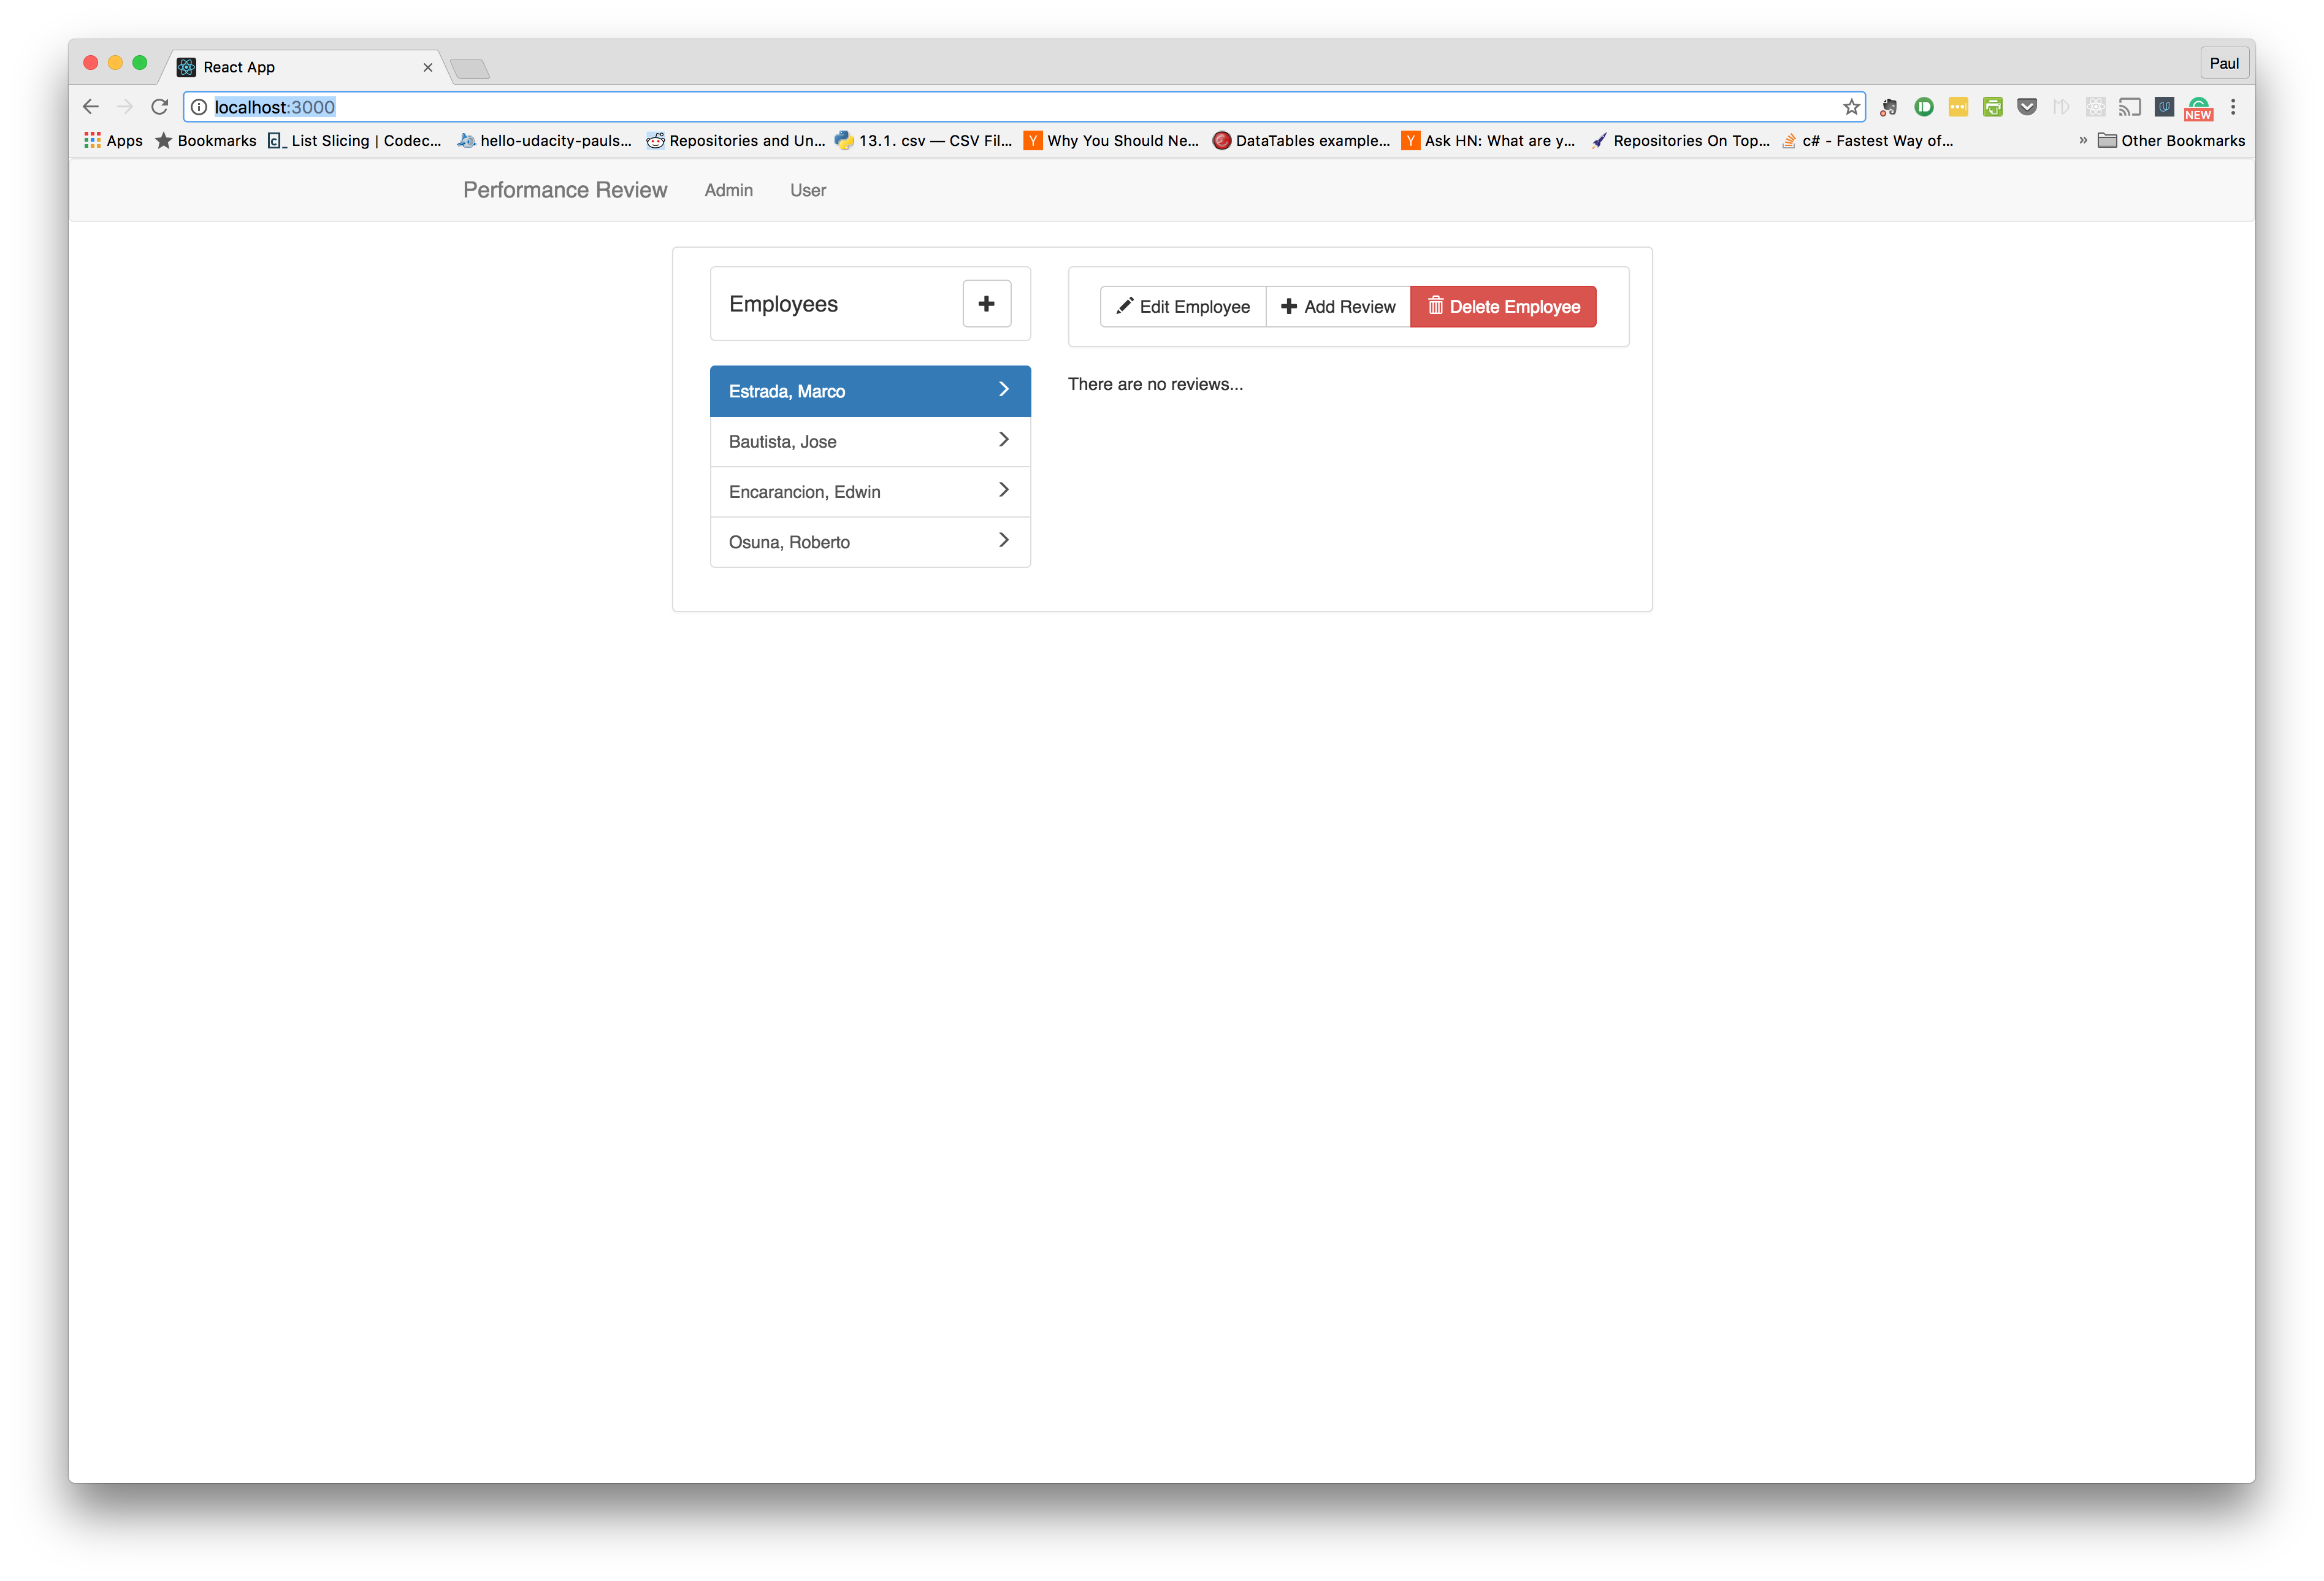 React App
Paul
localhost:3000
NEW
Apps Bookmarks List Slicing | Codec... hello-udacity-pauls... Repositories and Un... 13.1. csv — CSV Fil... Why You Should Ne... DataTables example... Ask HN: What are y... Repositories On Top... c# - Fastest Way of... » Other Bookmarks
Performance Review Admin User
Employees
Edit Employee Add Review Delete Employee
Estrada, Marco
There are no reviews...
Bautista, Jose
Encarancion, Edwin
Osuna, Roberto